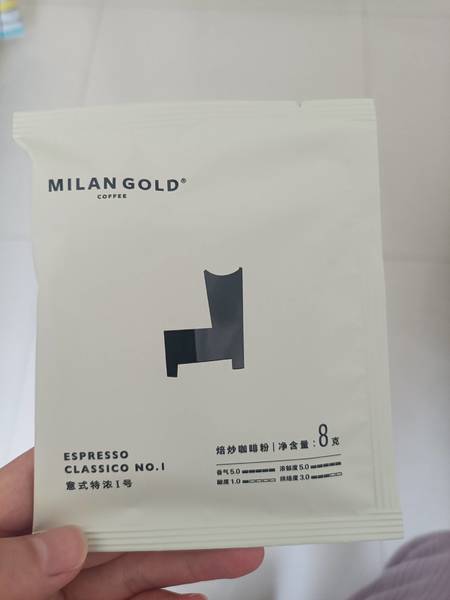 MILAN GOLD®
COFFEE
ESPRESSO
CLASSICO NO.1
意式特浓1号
焙炒咖啡粉 | 净含量:8克
香气5.0 浓郁度5.0
酸度1.0 烘焙度3.0